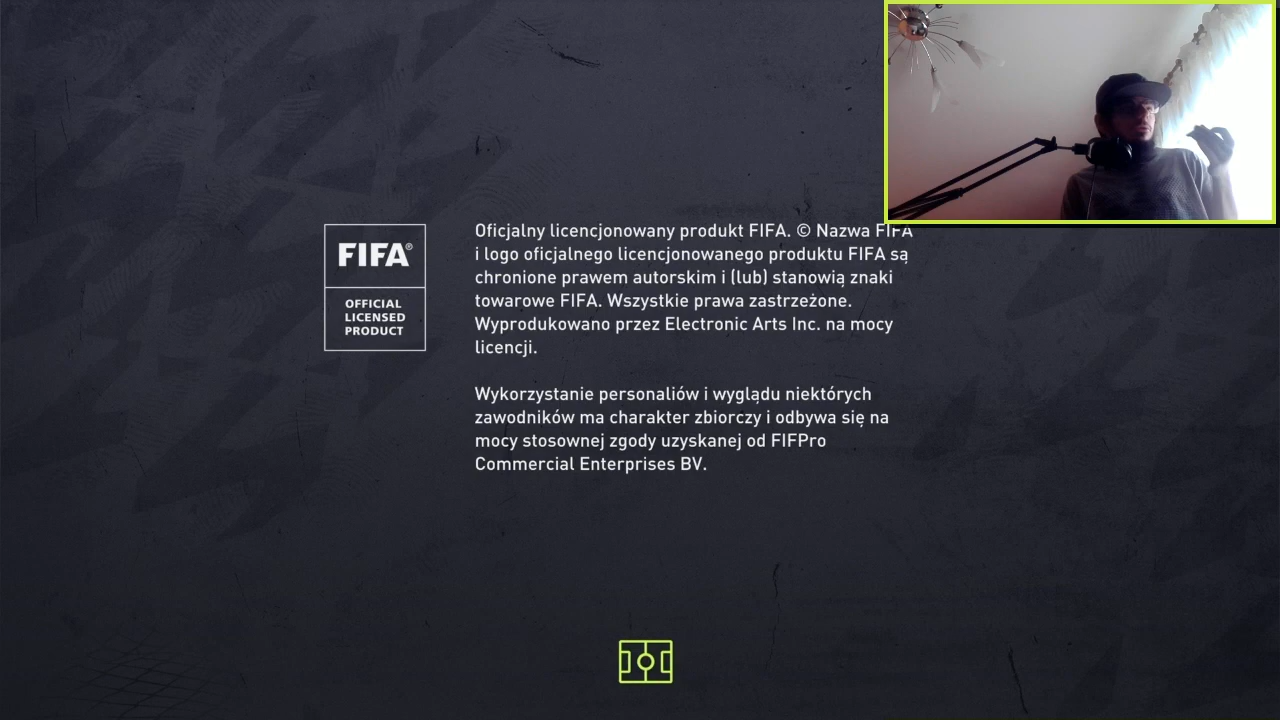 FIFA®
OFFICIAL
LICENSED
PRODUCT
Oficjalny licencjonowany produkt FIFA. © Nazwa FIFA
i logo oficjalnego licencjonowanego produktu FIFA są
chronione prawem autorskim i (lub) stanowią znaki
towarowe FIFA. Wszystkie prawa zastrzeżone.
Wyprodukowano przez Electronic Arts Inc. na mocy
licencji.
Wykorzystanie personaliów i wyglądu niektórych
zawodników ma charakter zbiorczy i odbywa się na
mocy stosownej zgody uzyskanej od FIFPro
Commercial Enterprises BV.